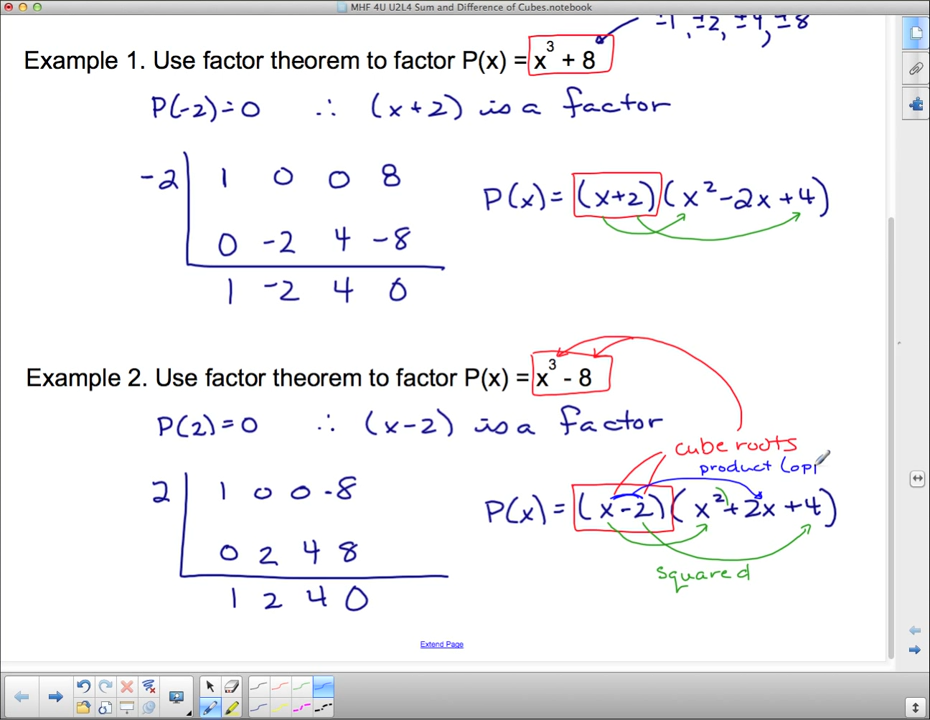 MHF 4U U2L4 Sum and Difference of Cubes.notebook
±1, ±2, ±4, ±8
Example 1. Use factor theorem to factor P(x) = x³ + 8
P(-2)=0 ∴ (x+2) is a factor
-2 | 1 0 0 8
0 -2 4 -8
1 -2 4 0
P(x)= (x+2)(x²-2x+4)
Example 2. Use factor theorem to factor P(x) = x³ - 8
P(2)=0 ∴ (x-2) is a factor
cube roots
product (opp
2 | 1 0 0 -8
0 2 4 8
1 2 4 0
P(x)= (x-2)(x²+2x+4)
squared
Extend Page